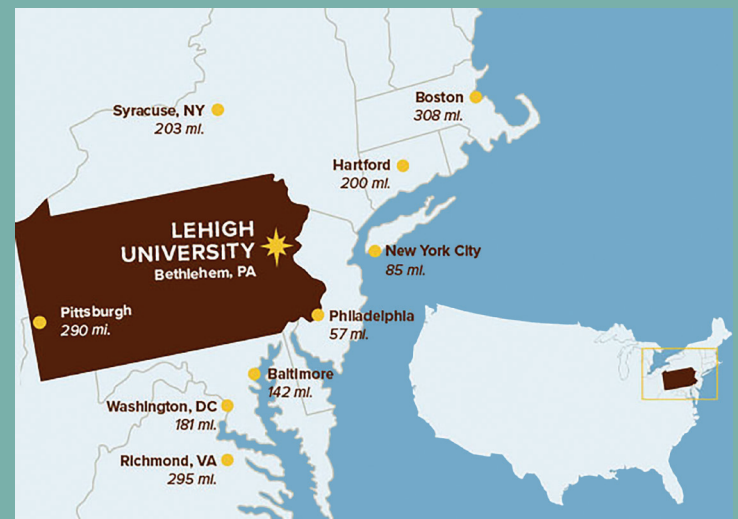 Syracuse, NY
203 mi.
Boston
308 mi.
Hartford
200 mi.
LEHIGH
UNIVERSITY
Bethlehem, PA
New York City
85 mi.
Pittsburgh
290 mi.
Philadelphia
57 mi.
Baltimore
142 mi.
Washington, DC
181 mi.
Richmond, VA
295 mi.